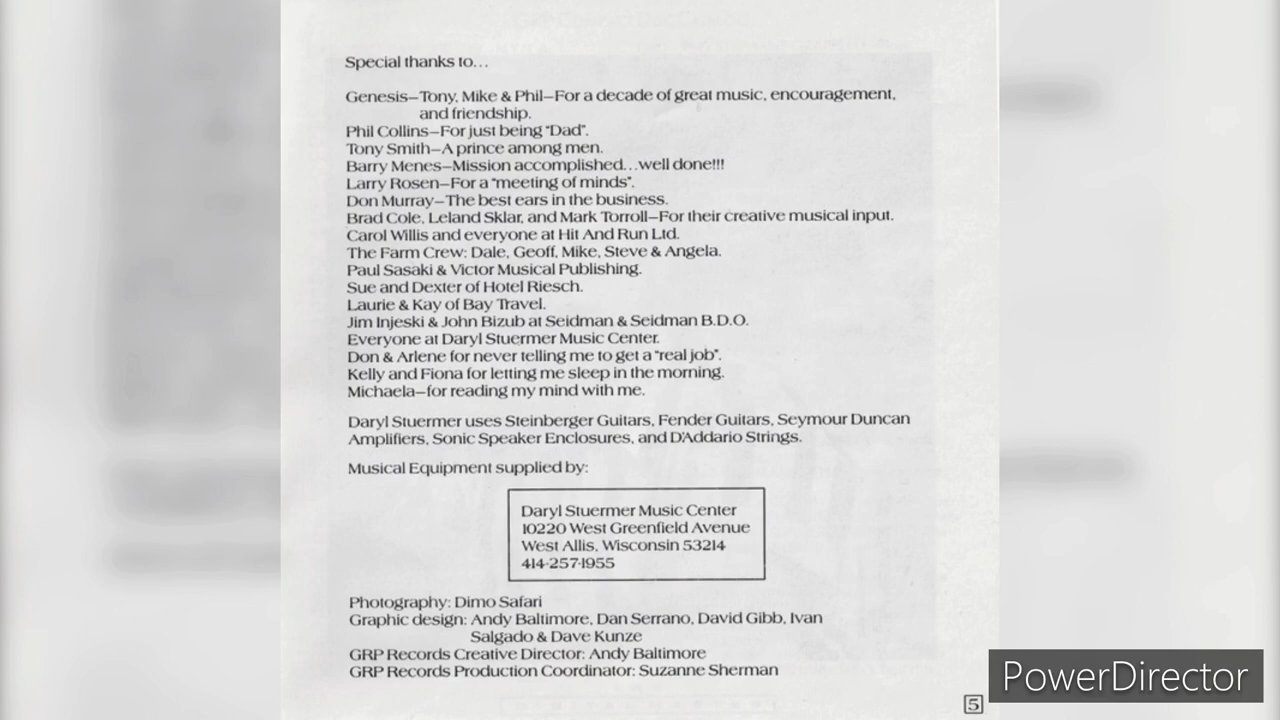 Special thanks to...
Genesis—Tony, Mike & Phil—For a decade of great music, encouragement,
and friendship.
Phil Collins—For just being "Dad".
Tony Smith—A prince among men.
Barry Menes—Mission accomplished...well done!!!
Larry Rosen—For a "meeting of minds".
Don Murray—The best ears in the business.
Brad Cole, Leland Sklar, and Mark Torroll—For their creative musical input.
Carol Willis and everyone at Hit And Run Ltd.
The Farm Crew: Dale, Geoff, Mike, Steve & Angela.
Paul Sasaki & Victor Musical Publishing.
Sue and Dexter of Hotel Riesch.
Laurie & Kay of Bay Travel.
Jim Injeski & John Bizub at Seidman & Seidman B.D.O.
Everyone at Daryl Stuermer Music Center.
Don & Arlene for never telling me to get a "real job".
Kelly and Fiona for letting me sleep in the morning.
Michaela—for reading my mind with me.
Daryl Stuermer uses Steinberger Guitars, Fender Guitars, Seymour Duncan
Amplifiers, Sonic Speaker Enclosures, and D'Addario Strings.
Musical Equipment supplied by:
Daryl Stuermer Music Center
10220 West Greenfield Avenue
West Allis, Wisconsin 53214
414-257-1955
Photography: Dimo Safari
Graphic design: Andy Baltimore, Dan Serrano, David Gibb, Ivan
Salgado & Dave Kunze
GRP Records Creative Director: Andy Baltimore
GRP Records Production Coordinator: Suzanne Sherman
5
PowerDirector